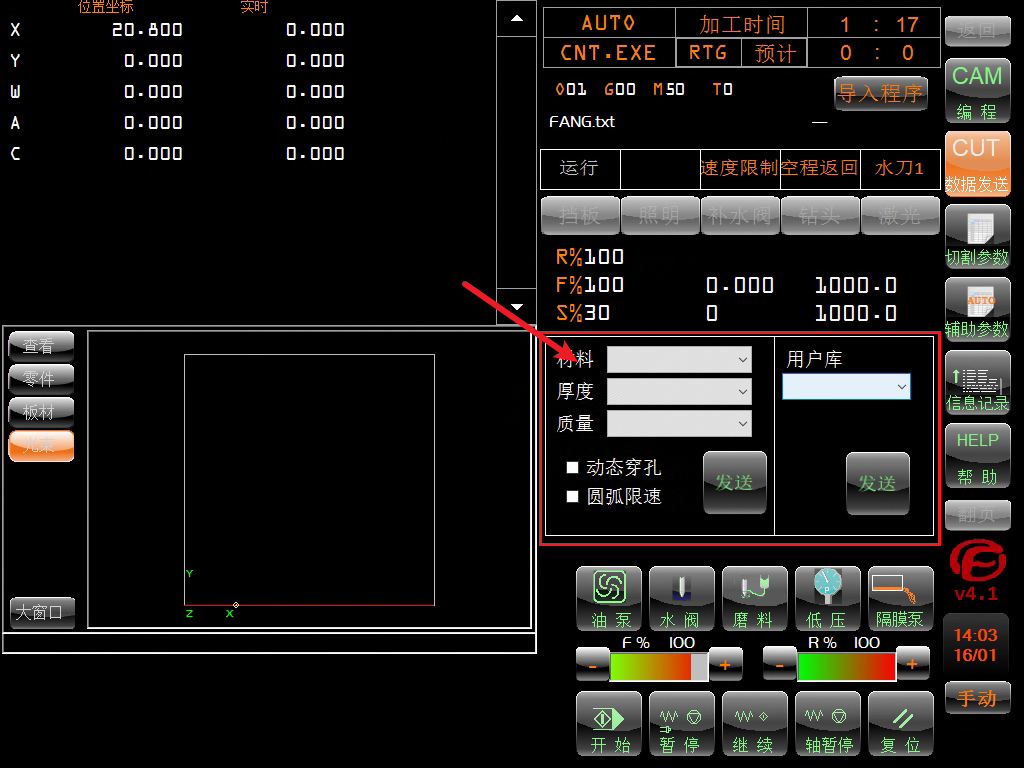 位置坐标 实时
X 20.800 0.000
Y 0.000 0.000
W 0.000 0.000
A 0.000 0.000
C 0.000 0.000
AUTO 加工时间 1 : 17
CNT.EXE RTG 预计 0 : 0
O01 G00 M50 T0 导入程序
FANG.txt
运行 速度限制 空程返回 水刀1
挡板 照明 补水阀 钻头 激光
R%100
F%100 0.000 1000.0
S%30 0 1000.0
材料 用户库
厚度
质量
动态穿孔
圆弧限速
发送 发送
查看
零件
板材
光束
大窗口
Y
Z X
油泵 水阀 磨料 低压 隔膜泵
F% 100 R% 100
- + - +
开始 暂停 继续 轴暂停 复位
返回
CAM
编程
CUT
数据发送
切割参数
AUTO
辅助参数
信息记录
HELP
帮助
翻页
v4.1
14:03
16/01
手动